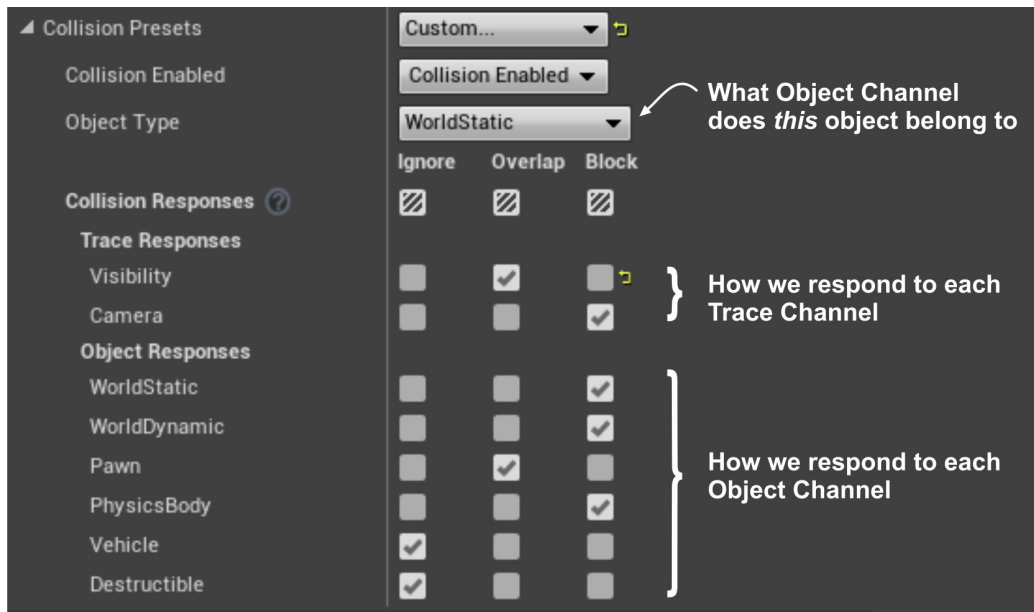 Collision Presets Custom...
Collision Enabled Collision Enabled
Object Type WorldStatic
What Object Channel
does this object belong to
Ignore Overlap Block
Collision Responses ?
Trace Responses
Visibility
Camera
How we respond to each
Trace Channel
Object Responses
WorldStatic
WorldDynamic
Pawn
PhysicsBody
Vehicle
Destructible
How we respond to each
Object Channel